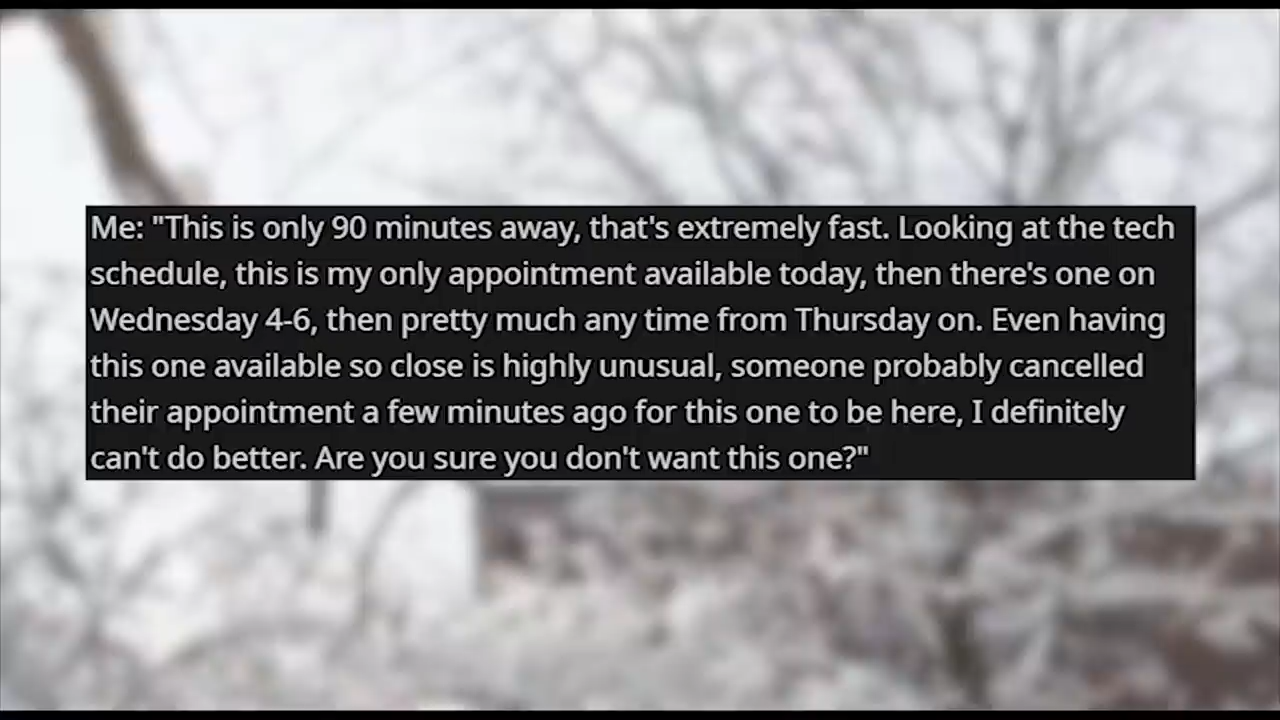 Me: "This is only 90 minutes away, that's extremely fast. Looking at the tech
schedule, this is my only appointment available today, then there's one on
Wednesday 4-6, then pretty much any time from Thursday on. Even having
this one available so close is highly unusual, someone probably cancelled
their appointment a few minutes ago for this one to be here, I definitely
can't do better. Are you sure you don't want this one?"